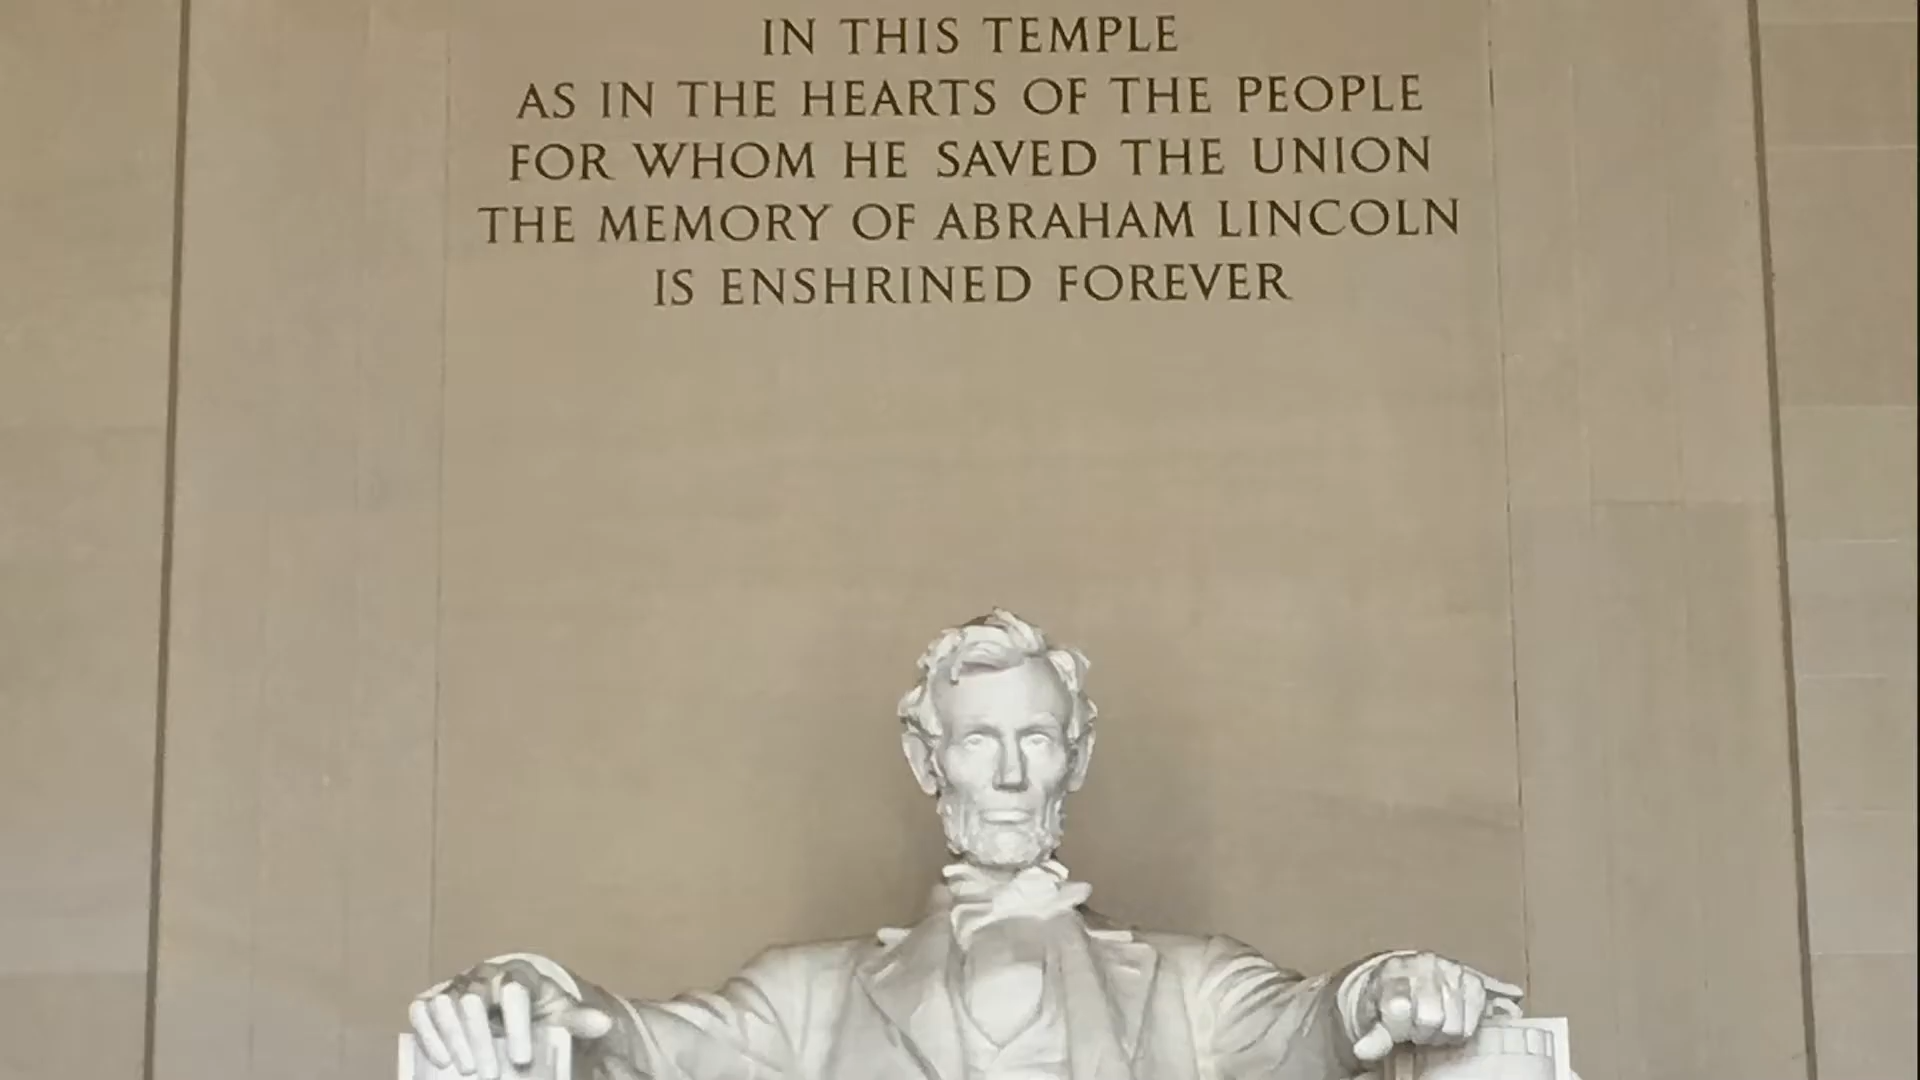 IN THIS TEMPLE
AS IN THE HEARTS OF THE PEOPLE
FOR WHOM HE SAVED THE UNION
THE MEMORY OF ABRAHAM LINCOLN
IS ENSHRINED FOREVER